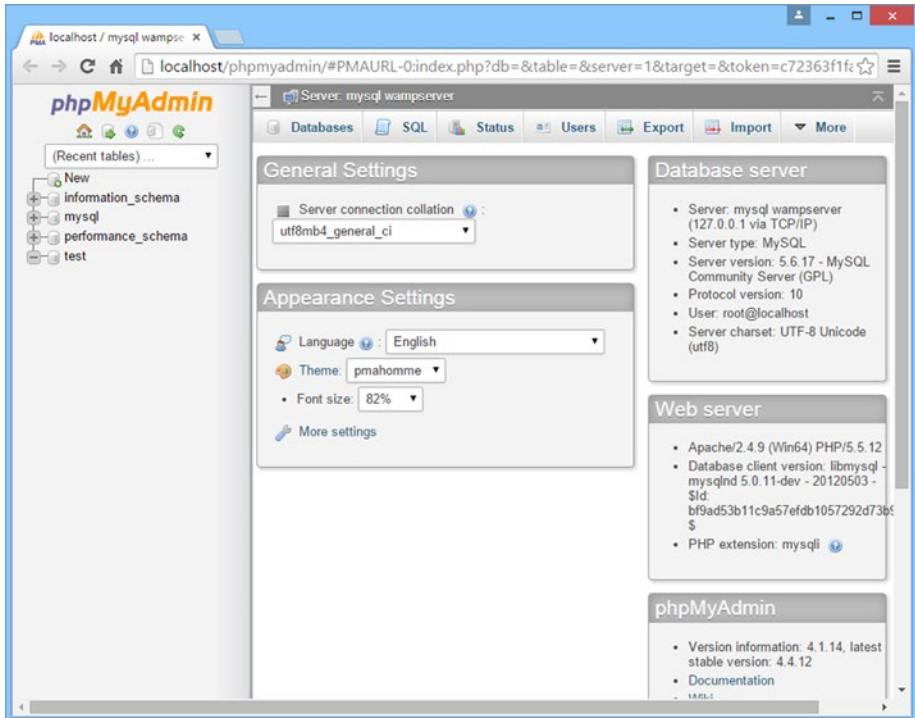 localhost / mysql wampse
localhost/phpmyadmin/#PMAURL-0:index.php?db=&table=&server=1&target=&token=c72363f1fa
phpMyAdmin
(Recent tables) ...
New
information_schema
mysql
performance_schema
test
Server: mysql wampserver
Databases
SQL
Status
Users
Export
Import
More
General Settings
Server connection collation :
utf8mb4_general_ci
Appearance Settings
Language : English
Theme: pmahomme
• Font size: 82%
More settings
Database server
• Server: mysql wampserver
(127.0.0.1 via TCP/IP)
• Server type: MySQL
• Server version: 5.6.17 - MySQL
Community Server (GPL)
• Protocol version: 10
• User: root@localhost
• Server charset: UTF-8 Unicode
(utf8)
Web server
• Apache/2.4.9 (Win64) PHP/5.5.12
• Database client version: libmysql -
mysqlnd 5.0.11-dev - 20120503 -
$Id:
bf9ad53b11c9a57efdb1057292d73b9
$
• PHP extension: mysqli
phpMyAdmin
• Version information: 4.1.14, latest
stable version: 4.4.12
• Documentation
• Wiki